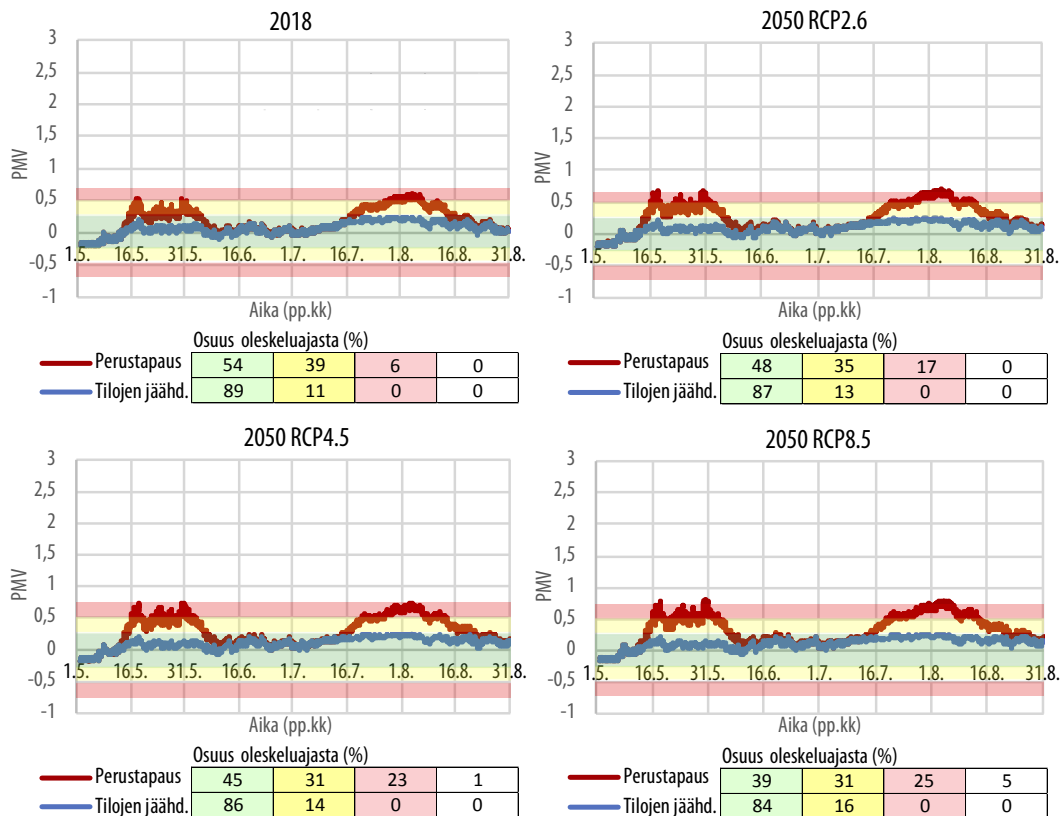 2018
3
2,5
2
1,5
1
0,5
0
-0,5
-1
PMV
1.5. 16.5. 31.5. 16.6. 1.7. 16.7. 1.8. 16.8. 31.8.
Aika (pp.kk)
Osuus oleskeluajasta (%)
Perustapaus 54 39 6 0
Tilojen jäähd. 89 11 0 0
2050 RCP2.6
3
2,5
2
1,5
1
0,5
0
-0,5
-1
PMV
1.5. 16.5. 31.5. 16.6. 1.7. 16.7. 1.8. 16.8. 31.8.
Aika (pp.kk)
Osuus oleskeluajasta (%)
Perustapaus 48 35 17 0
Tilojen jäähd. 87 13 0 0
2050 RCP4.5
3
2,5
2
1,5
1
0,5
0
-0,5
-1
PMV
1.5. 16.5. 31.5. 16.6. 1.7. 16.7. 1.8. 16.8. 31.8.
Aika (pp.kk)
Osuus oleskeluajasta (%)
Perustapaus 45 31 23 1
Tilojen jäähd. 86 14 0 0
2050 RCP8.5
3
2,5
2
1,5
1
0,5
0
-0,5
-1
PMV
1.5. 16.5. 31.5. 16.6. 1.7. 16.7. 1.8. 16.8. 31.8.
Aika (pp.kk)
Osuus oleskeluajasta (%)
Perustapaus 39 31 25 5
Tilojen jäähd. 84 16 0 0